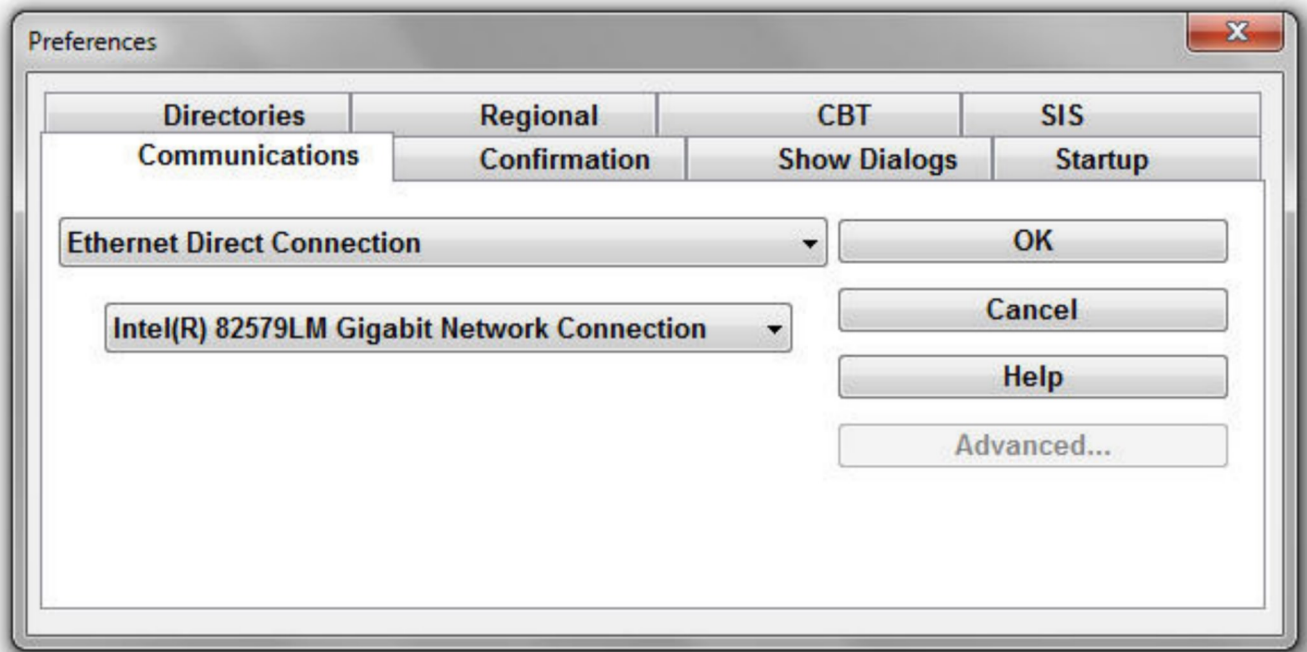 Preferences
Directories Regional CBT SIS
Communications Confirmation Show Dialogs Startup
Ethernet Direct Connection OK
Intel(R) 82579LM Gigabit Network Connection Cancel
Help
Advanced...